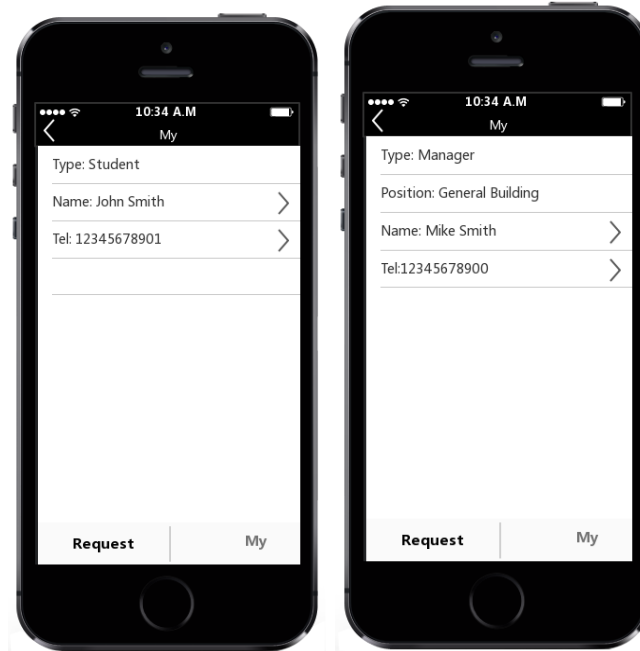 10:34 A.M
My
Type: Student
Name: John Smith
Tel: 12345678901
Request
My
10:34 A.M
My
Type: Manager
Position: General Building
Name: Mike Smith
Tel:12345678900
Request
My